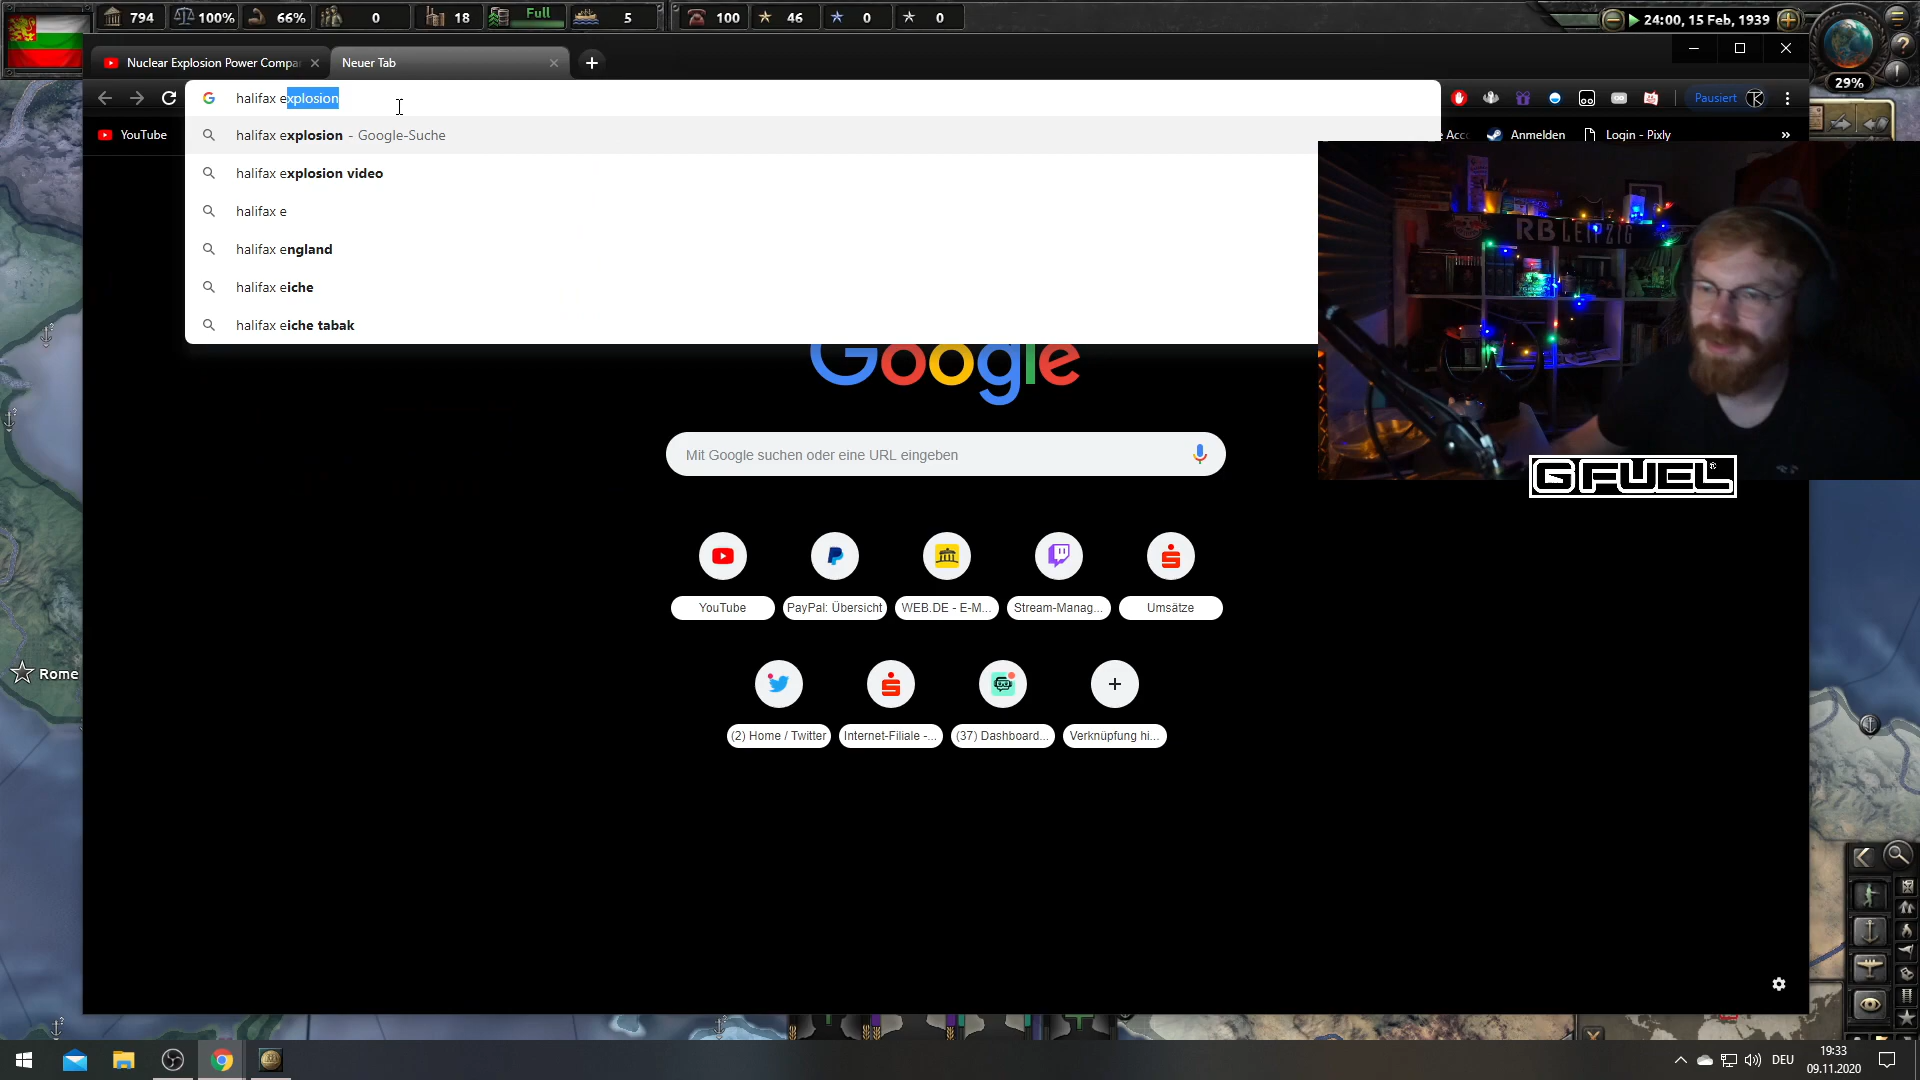 794 100% 66% 0 18 Full 5 100 46 0 0 24:00, 15 Feb, 1939
29%
Nuclear Explosion Power Compa
Neuer Tab
halifax explosion
Pausiert
YouTube
halifax explosion - Google-Suche
Anmelden
Login - Pixly
»
halifax explosion video
halifax e
halifax england
halifax eiche
halifax eiche tabak
RB LEIPZIG
Google
G FUEL
Mit Google suchen oder eine URL eingeben
YouTube
PayPal: Übersicht
WEB.DE - E-M...
Stream-Manag...
Umsätze
Rome
(2) Home / Twitter
Internet-Filiale -...
(37) Dashboard...
Verknüpfung hi...
DEU
19:33
09.11.2020